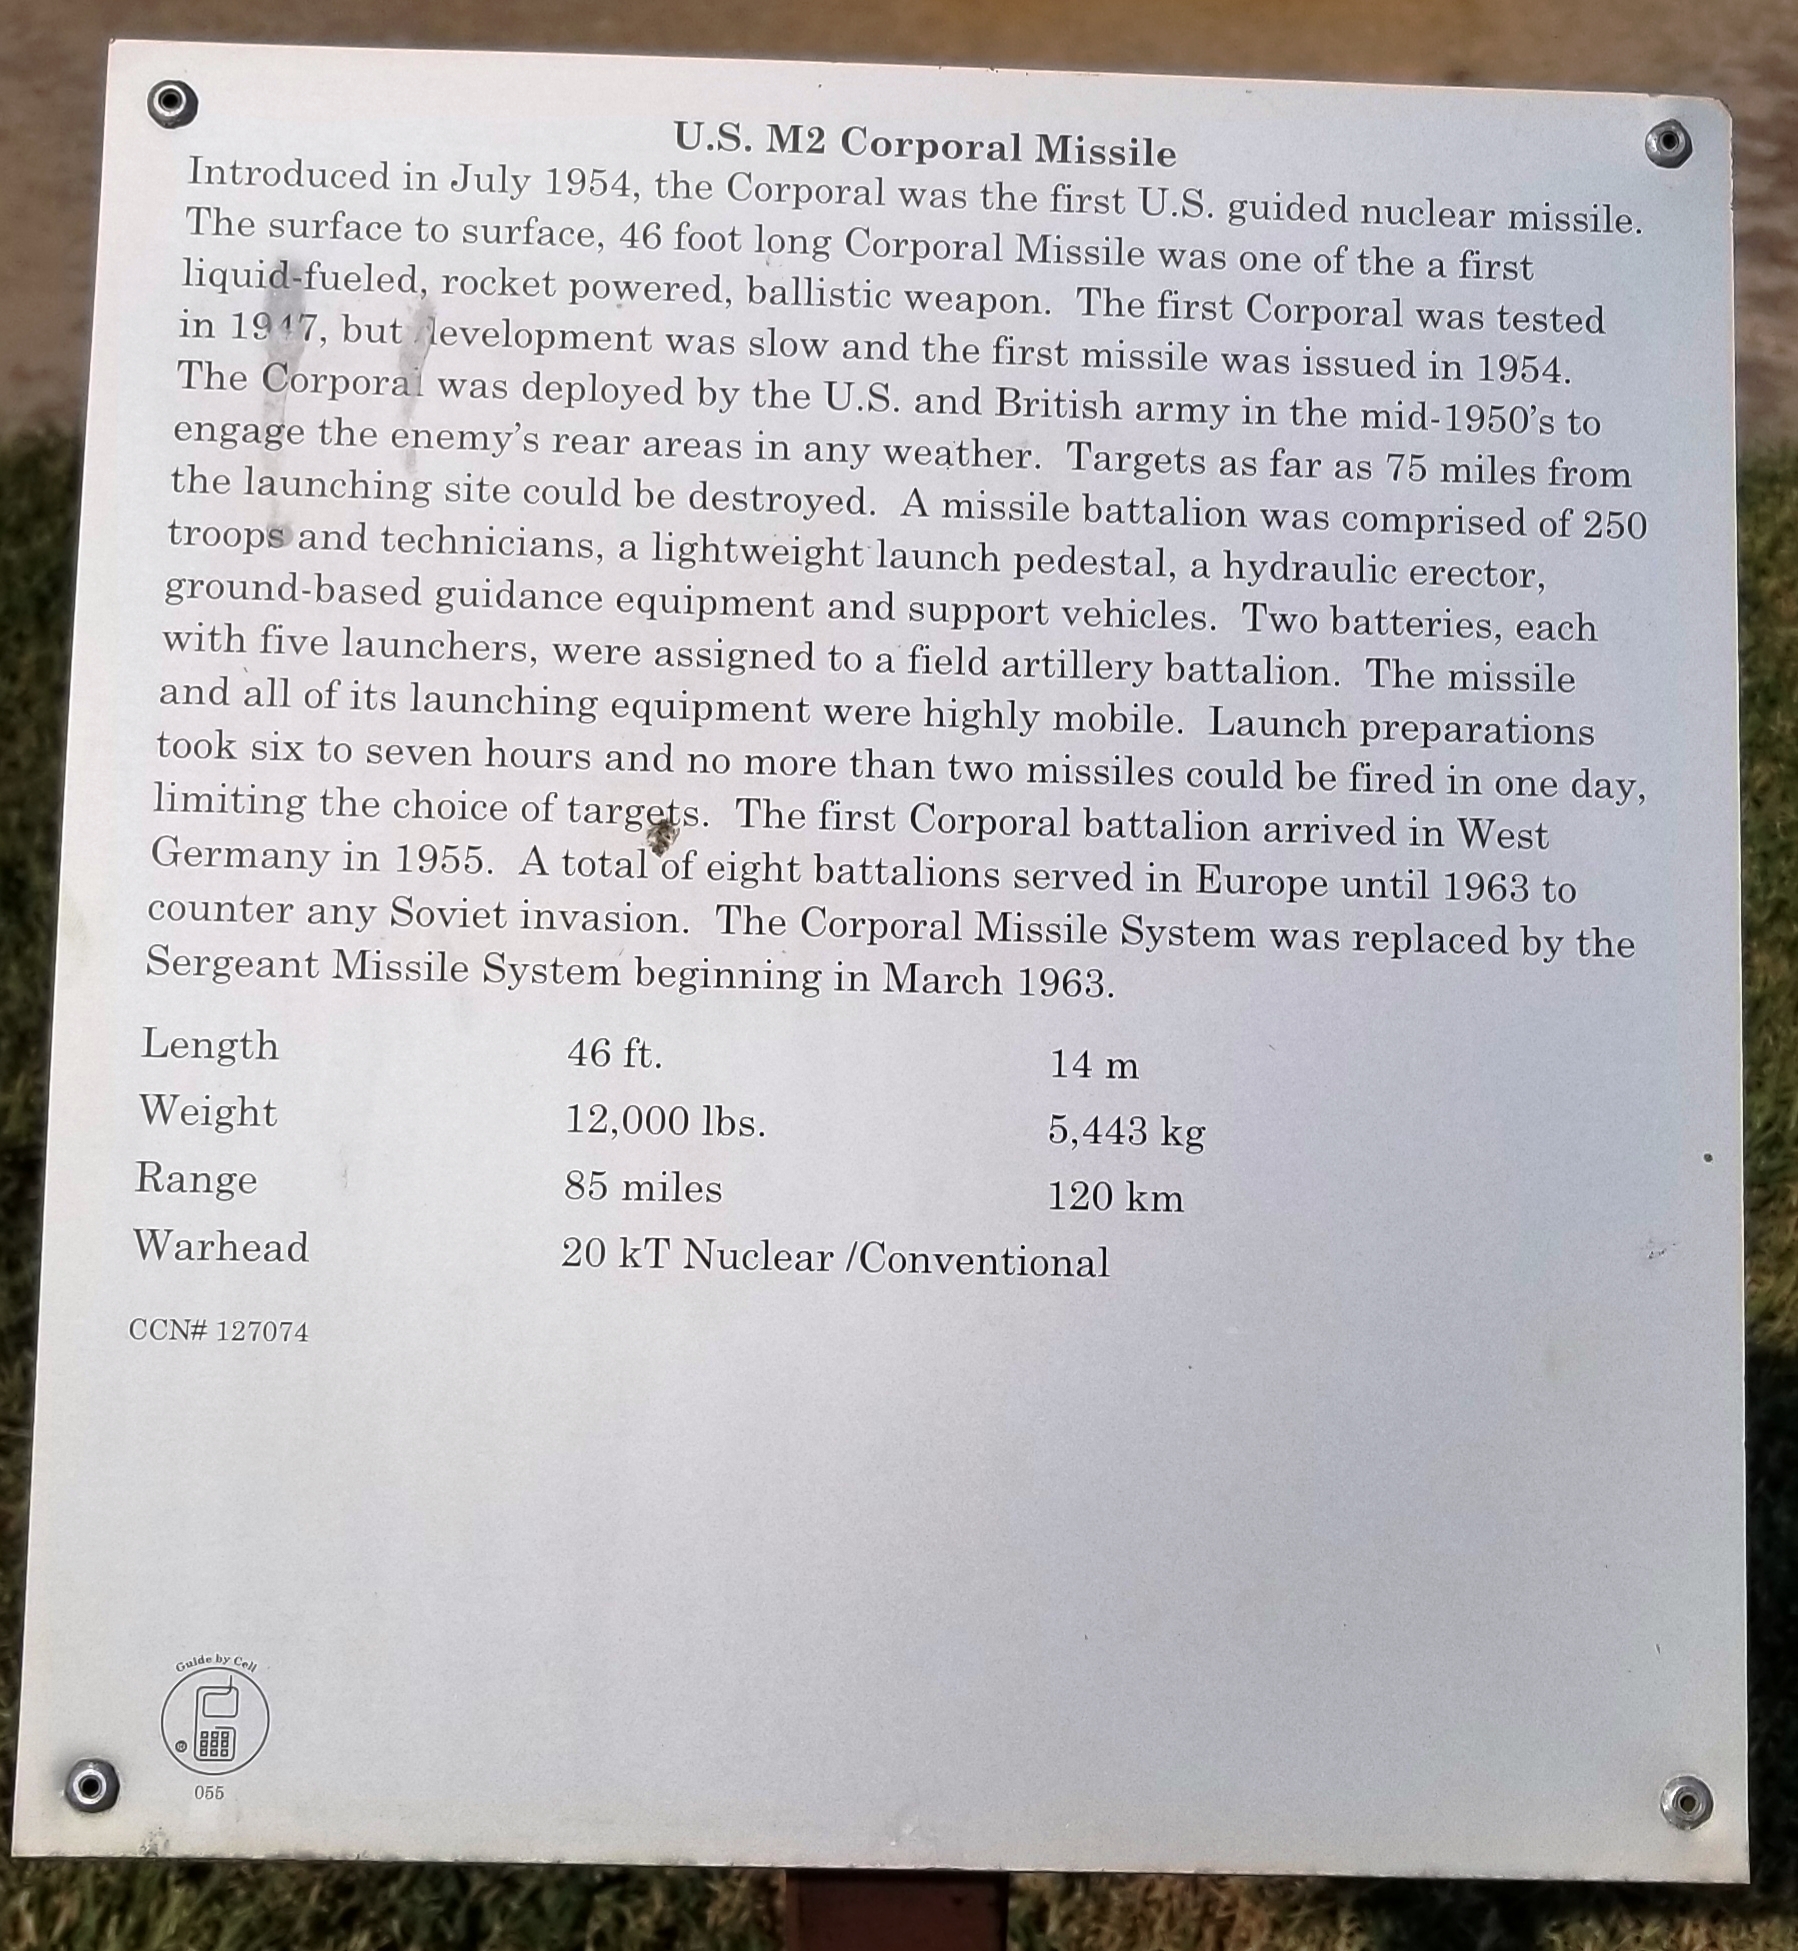 U.S. M2 Corporal Missile
Introduced in July 1954, the Corporal was the first U.S. guided nuclear missile.
The surface to surface, 46 foot long Corporal Missile was one of the a first
liquid-fueled, rocket powered, ballistic weapon. The first Corporal was tested
in 1947, but development was slow and the first missile was issued in 1954.
The Corporal was deployed by the U.S. and British army in the mid-1950's to
engage the enemy's rear areas in any weather. Targets as far as 75 miles from
the launching site could be destroyed. A missile battalion was comprised of 250
troops and technicians, a lightweight launch pedestal, a hydraulic erector,
ground-based guidance equipment and support vehicles. Two batteries, each
with five launchers, were assigned to a field artillery battalion. The missile
and all of its launching equipment were highly mobile. Launch preparations
took six to seven hours and no more than two missiles could be fired in one day,
limiting the choice of targets. The first Corporal battalion arrived in West
Germany in 1955. A total of eight battalions served in Europe until 1963 to
counter any Soviet invasion. The Corporal Missile System was replaced by the
Sergeant Missile System beginning in March 1963.
Length 46 ft. 14 m
Weight 12,000 lbs. 5,443 kg
Range 85 miles 120 km
Warhead 20 kT Nuclear /Conventional
CCN# 127074
Guide by Cell
055